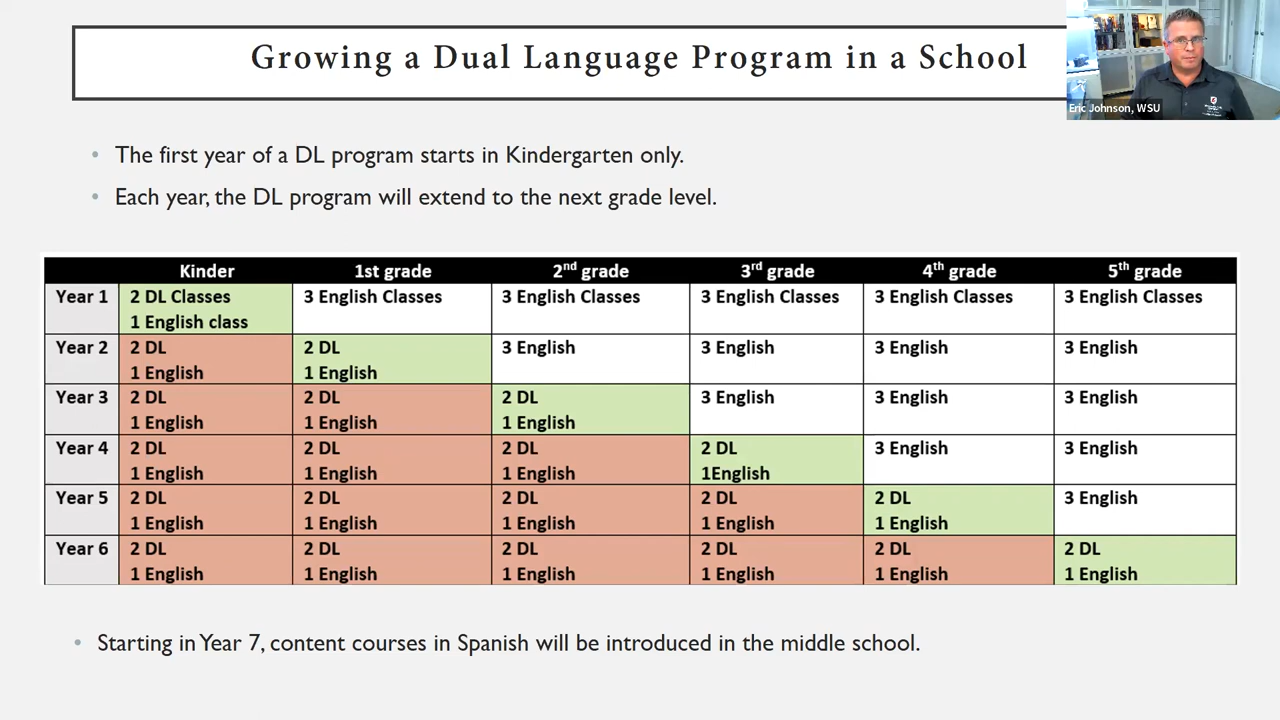 Growing a Dual Language Program in a School
Eric Johnson, WSU
• The first year of a DL program starts in Kindergarten only.
• Each year, the DL program will extend to the next grade level.
Kinder 1st grade 2nd grade 3rd grade 4th grade 5th grade
Year 1 2 DL Classes 3 English Classes 3 English Classes 3 English Classes 3 English Classes 3 English Classes
1 English class
Year 2 2 DL 2 DL 3 English 3 English 3 English 3 English
1 English 1 English
Year 3 2 DL 2 DL 2 DL 3 English 3 English 3 English
1 English 1 English 1 English
Year 4 2 DL 2 DL 2 DL 2 DL 3 English 3 English
1 English 1 English 1 English 1English
Year 5 2 DL 2 DL 2 DL 2 DL 2 DL 3 English
1 English 1 English 1 English 1 English 1 English
Year 6 2 DL 2 DL 2 DL 2 DL 2 DL 2 DL
1 English 1 English 1 English 1 English 1 English 1 English
• Starting in Year 7, content courses in Spanish will be introduced in the middle school.